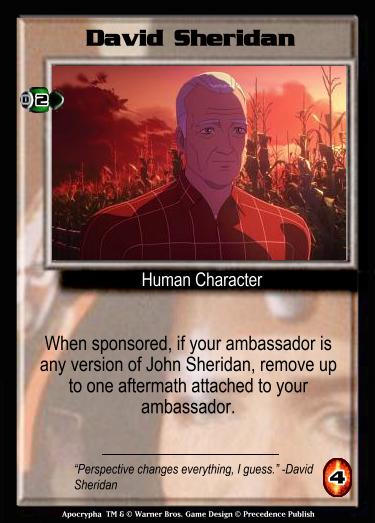 David Sheridan
D 2
Human Character
When sponsored, if your ambassador is
any version of John Sheridan, remove up
to one aftermath attached to your
ambassador.
“Perspective changes everything, I guess.” -David
Sheridan
4
Apocrypha TM & © Warner Bros. Game Design © Precedence Publish